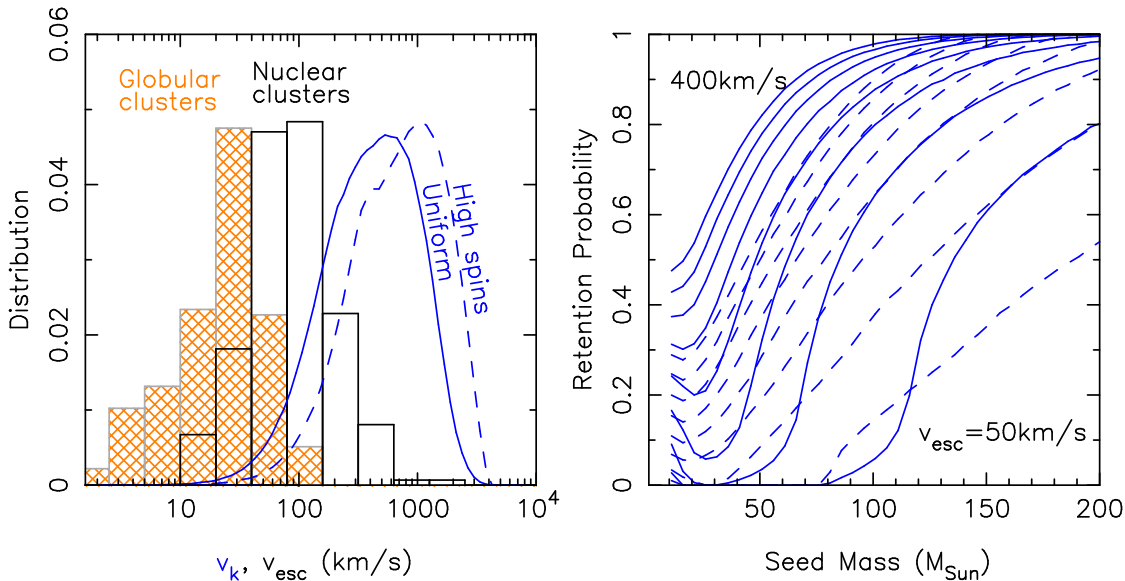 0.06
0.04
0.02
0
Distribution
Globular
clusters
Nuclear
clusters
High spins
Uniform
10
100
1000
10^4
v_k, v_esc (km/s)
1
0.8
0.6
0.4
0.2
0
Retention Probability
400km/s
v_esc=50km/s
50
100
150
200
Seed Mass (M_Sun)